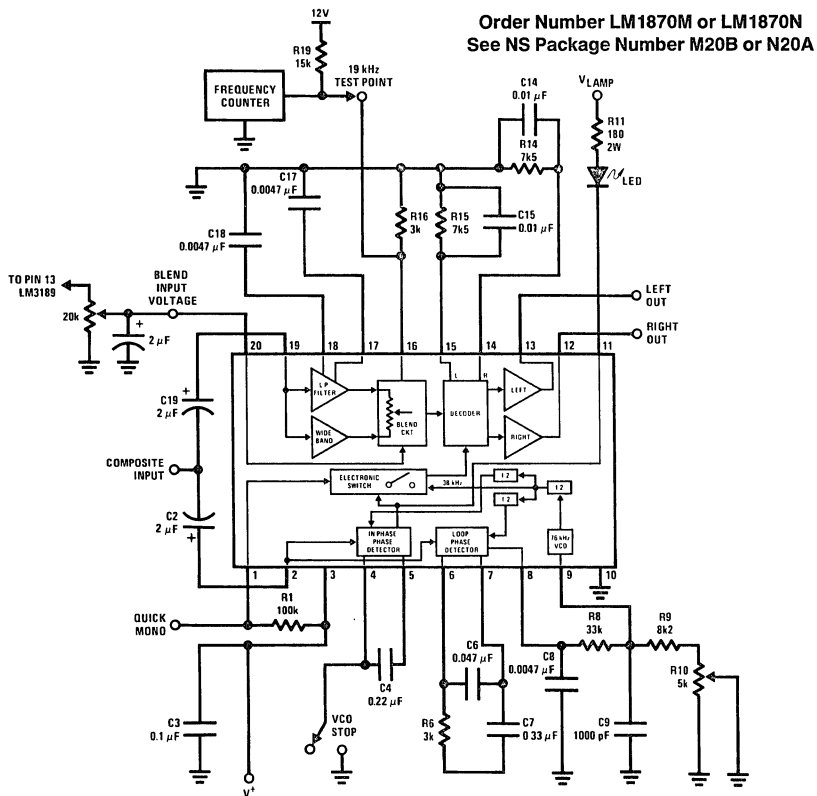 Order Number LM1870M or LM1870N
See NS Package Number M20B or N20A
12V
R19
15k
19 kHz
TEST POINT
FREQUENCY
COUNTER
C14
0.01 µF
R14
7k5
VLAMP
R11
180
2W
LED
C17
0.0047 µF
C18
0.0047 µF
R16
3k
R15
7k5
C15
0.01 µF
TO PIN 13
LM3189
20k
BLEND
INPUT
VOLTAGE
+
2 µF
LEFT
OUT
RIGHT
OUT
20
19
18
17
16
15
14
13
12
11
L
R
LP
FILTER
WIDE
BAND
BLEND
CKT
DECODER
LEFT
RIGHT
+
C19
2 µF
COMPOSITE
INPUT
C2
2 µF
+
ELECTRONIC
SWITCH
38 kHz
÷2
÷2
÷2
IN PHASE
PHASE
DETECTOR
LOOP
PHASE
DETECTOR
76 kHz
VCO
1
2
3
4
5
6
7
8
9
10
QUICK
MONO
R1
100k
C3
0.1 µF
V+
VCO
STOP
C4
0.22 µF
C6
0.047 µF
R6
3k
C7
0.33 µF
C8
0.0047 µF
R8
33k
R9
8k2
R10
5k
C9
1000 pF